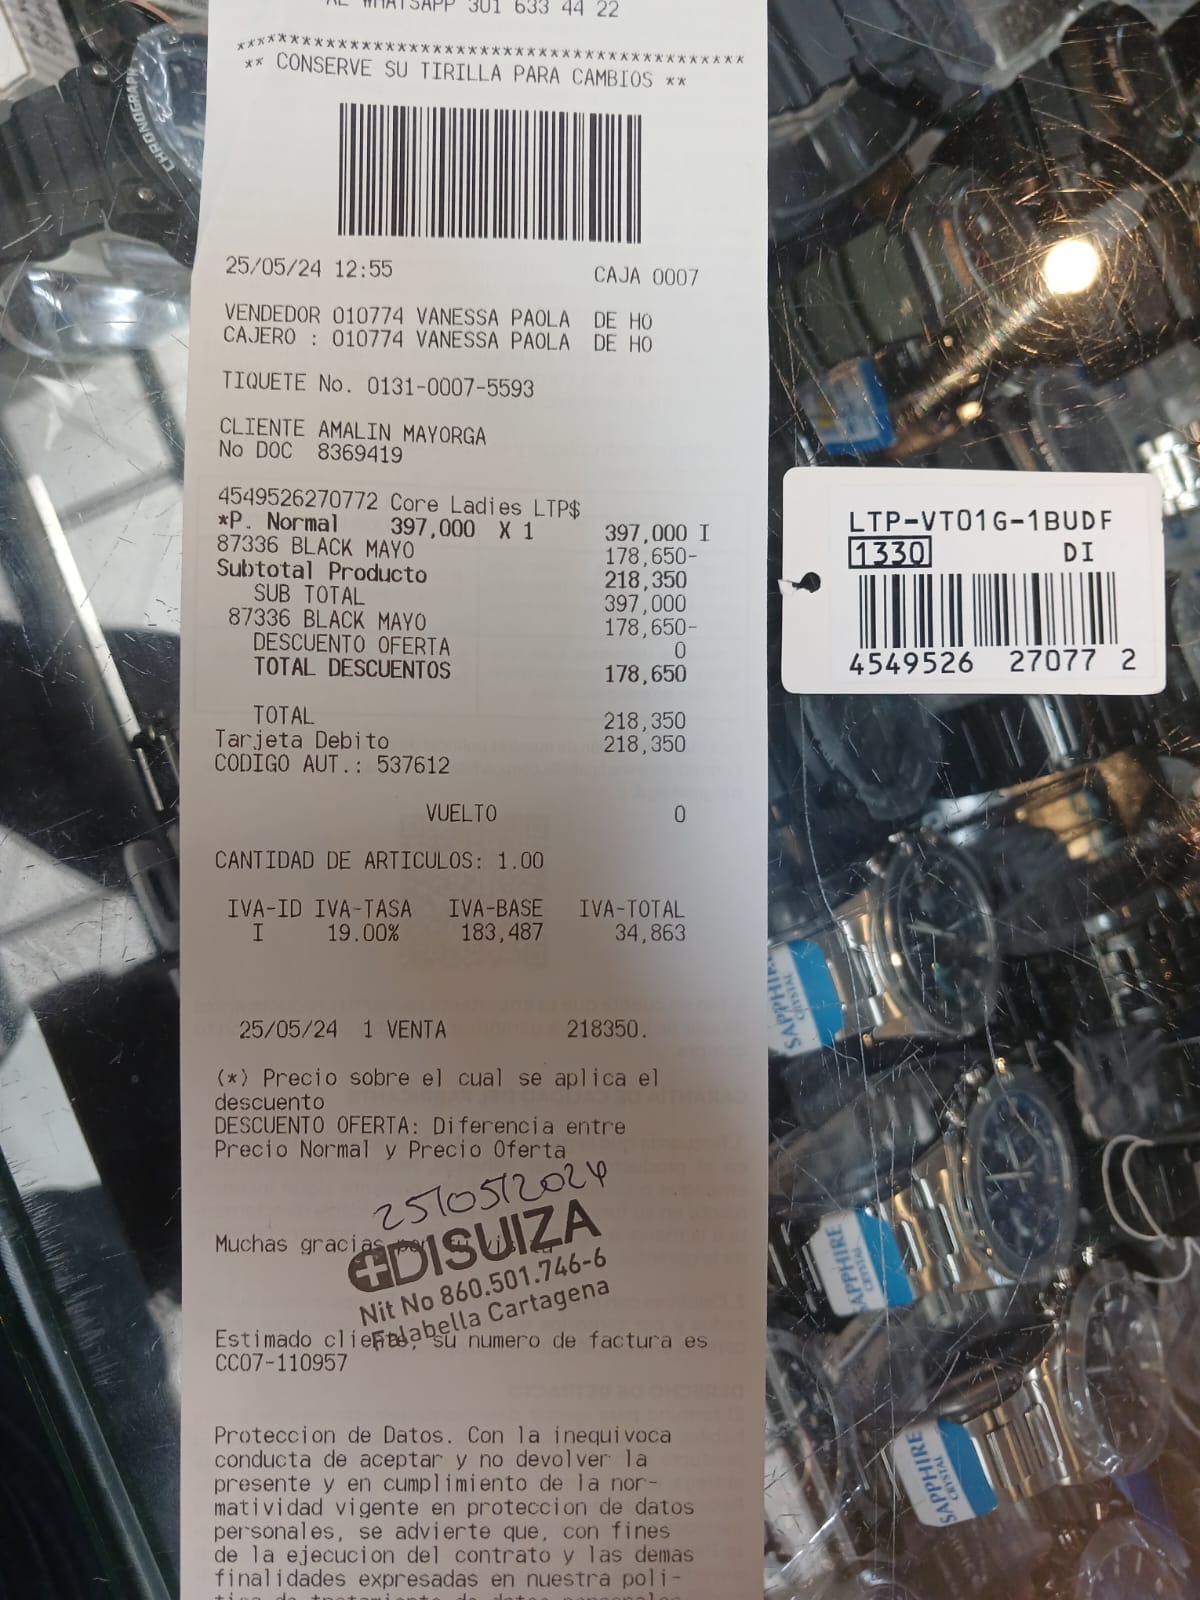 AL WHATSAPP 301 633 44 22
*******************************************
** CONSERVE SU TIRILLA PARA CAMBIOS **
25/05/24 12:55 CAJA 0007
VENDEDOR 010774 VANESSA PAOLA DE HO
CAJERO : 010774 VANESSA PAOLA DE HO
TIQUETE No. 0131-0007-5593
CLIENTE AMALIN MAYORGA
No DOC 8369419
4549526270772 Core Ladies LTP$
*P. Normal 397,000 X 1 397,000 I
87336 BLACK MAYO 178,650-
Subtotal Producto 218,350
SUB TOTAL 397,000
87336 BLACK MAYO 178,650-
DESCUENTO OFERTA 0
TOTAL DESCUENTOS 178,650
TOTAL 218,350
Tarjeta Debito 218,350
CODIGO AUT.: 537612
VUELTO 0
CANTIDAD DE ARTICULOS: 1.00
IVA-ID IVA-TASA IVA-BASE IVA-TOTAL
I 19.00% 183,487 34,863
25/05/24 1 VENTA 218350.
(*) Precio sobre el cual se aplica el
descuento
DESCUENTO OFERTA: Diferencia entre
Precio Normal y Precio Oferta
25/05/2024
Muchas gracias por su visita
DISUIZA
Nit No 860.501.746-6
Falabella Cartagena
Estimado cliente, su numero de factura es
CC07-110957
Proteccion de Datos. Con la inequivoca
conducta de aceptar y no devolver la
presente y en cumplimiento de la nor-
matividad vigente en proteccion de datos
personales, se advierte que, con fines
de la ejecucion del contrato y las demas
finalidades expresadas en nuestra poli-
tica de tratamiento de datos personales
LTP-VT01G-1BUDF
1330 DI
4549526 27077 2
CHRONOGRAPH
SAPPHIRE
CRYSTAL
SAPPHIRE
CRYSTAL
SAPPHIRE
CRYSTAL